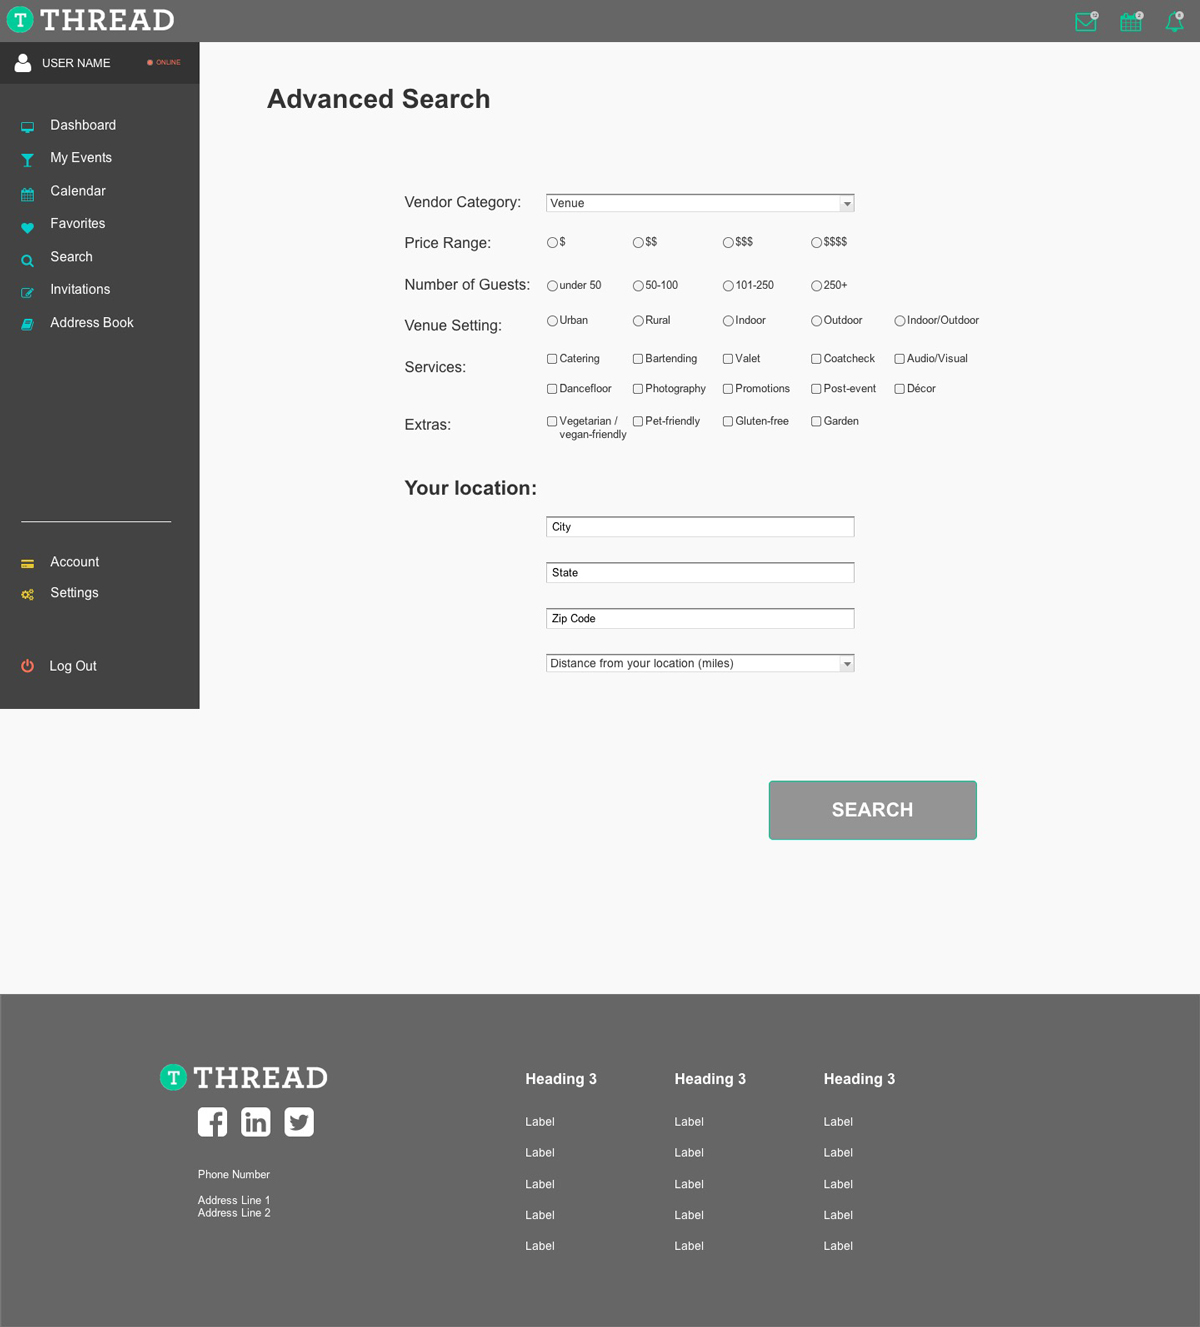 T THREAD
12
2
6
USER NAME
ONLINE
Dashboard
My Events
Calendar
Favorites
Search
Invitations
Address Book
Account
Settings
Log Out
Advanced Search
Vendor Category: Venue
Price Range: $ $$ $$$ $$$$
Number of Guests: under 50 50-100 101-250 250+
Venue Setting: Urban Rural Indoor Outdoor Indoor/Outdoor
Services: Catering Bartending Valet Coatcheck Audio/Visual
Dancefloor Photography Promotions Post-event Décor
Extras: Vegetarian / Pet-friendly Gluten-free Garden
vegan-friendly
Your location:
City
State
Zip Code
Distance from your location (miles)
SEARCH
T THREAD
f in
Phone Number
Address Line 1
Address Line 2
Heading 3 Heading 3 Heading 3
Label Label Label
Label Label Label
Label Label Label
Label Label Label
Label Label Label